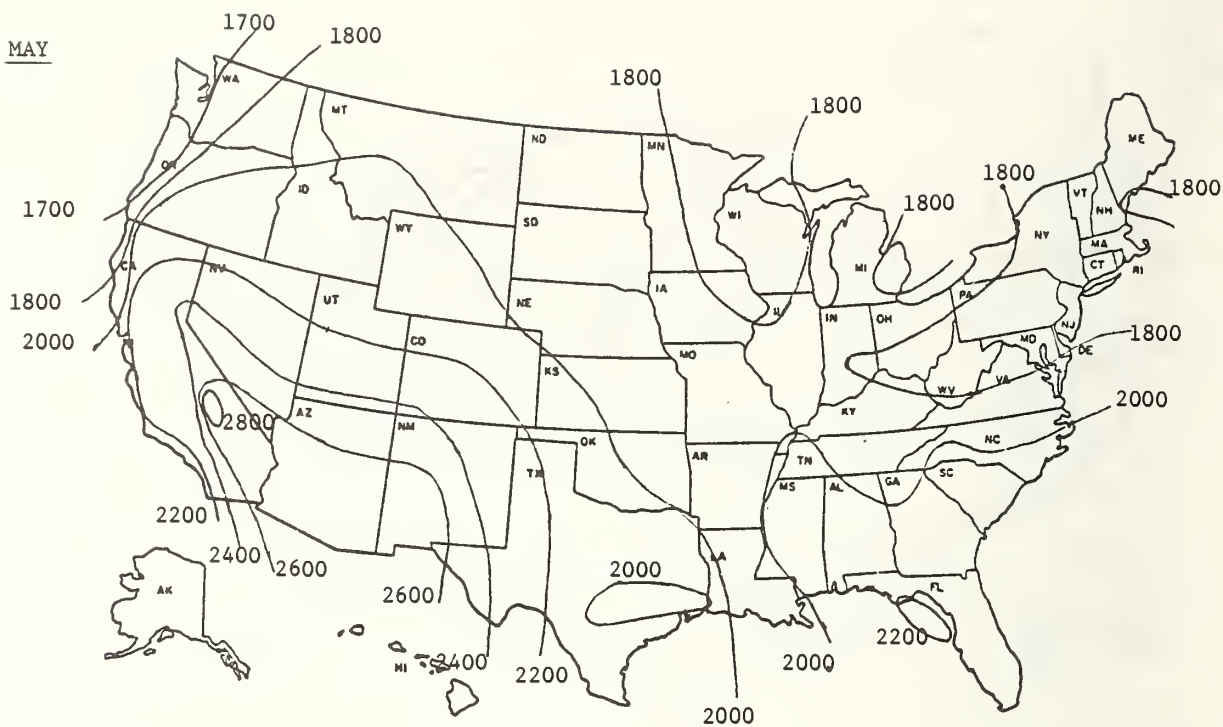 MAY
1700
1800
1800
1800
1800
1800
1800
1700
1800
2000
WA
MT
ND
MN
ME
OR
ID
SD
WI
VT
NH
NY
WY
MI
MA
CT
RI
CA
NV
UT
NE
IA
PA
IL
IN
OH
NJ
CO
MD
DE
1800
KS
MO
WV
VA
2800
AZ
NM
KY
2000
OK
NC
TX
AR
TN
SC
MS
AL
GA
2200
2400
2600
LA
AK
2600
2000
FL
2200
HI
2400
2200
2000
2000